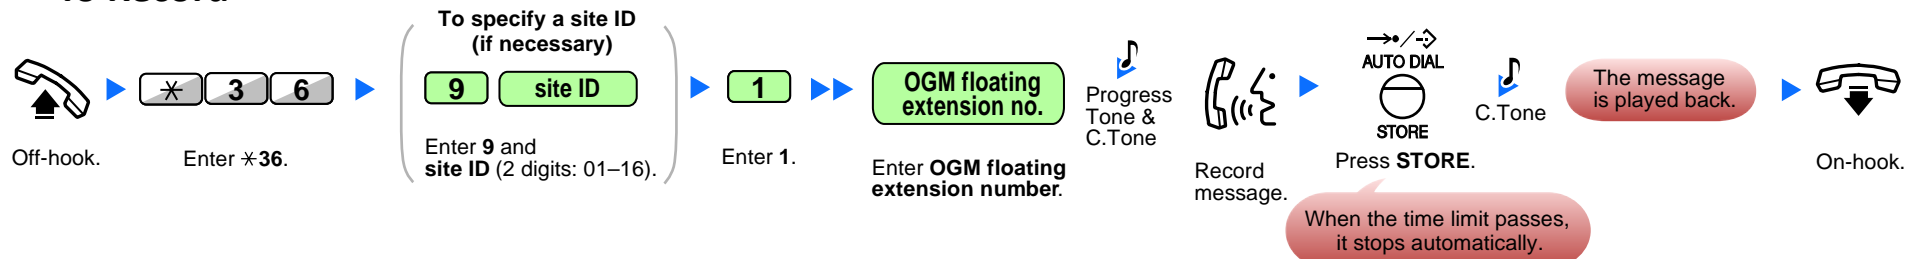 To Record
To specify a site ID
(if necessary)
9 site ID
Enter 9 and
site ID (2 digits: 01–16).
Off-hook.
✳ 3 6
Enter ✳36.
1
Enter 1.
OGM floating
extension no.
Enter OGM floating
extension number.
Progress
Tone &
C.Tone
Record
message.
AUTO DIAL
STORE
Press STORE.
When the time limit passes,
it stops automatically.
C.Tone
The message
is played back.
On-hook.